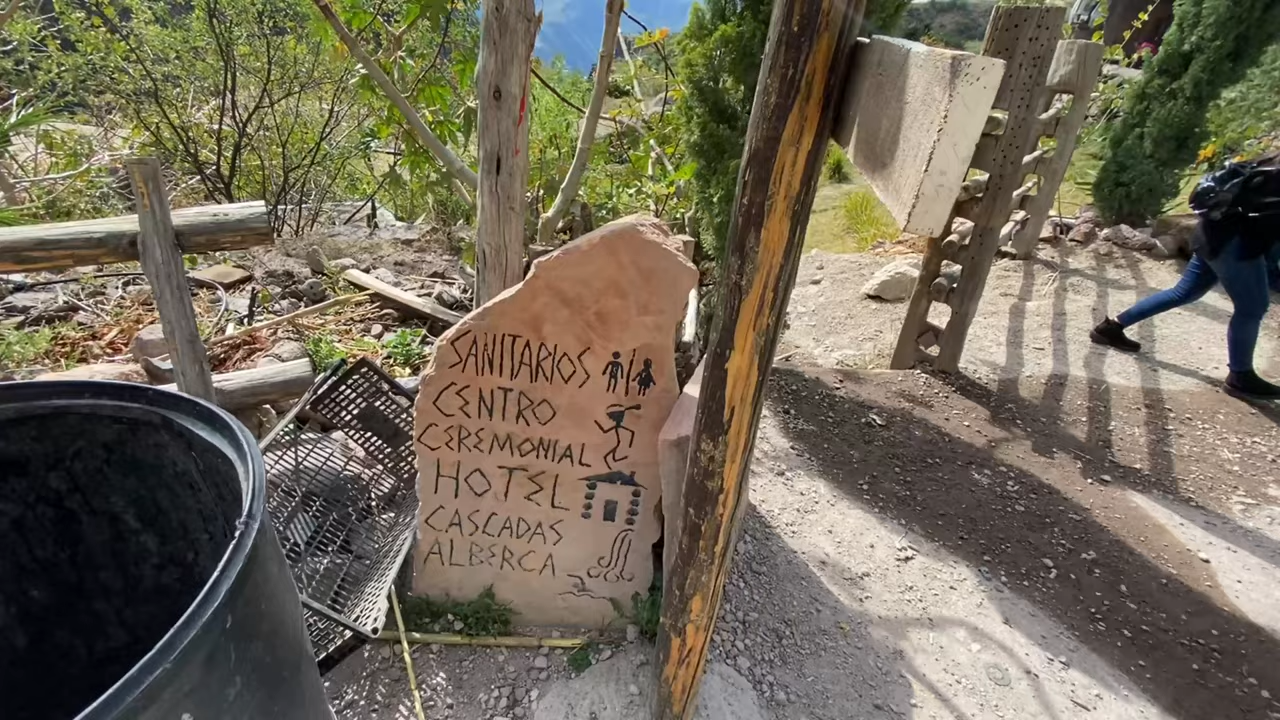 SANITARIOS
CENTRO
CEREMONIAL
HOTEL
CASCADAS
ALBERCA